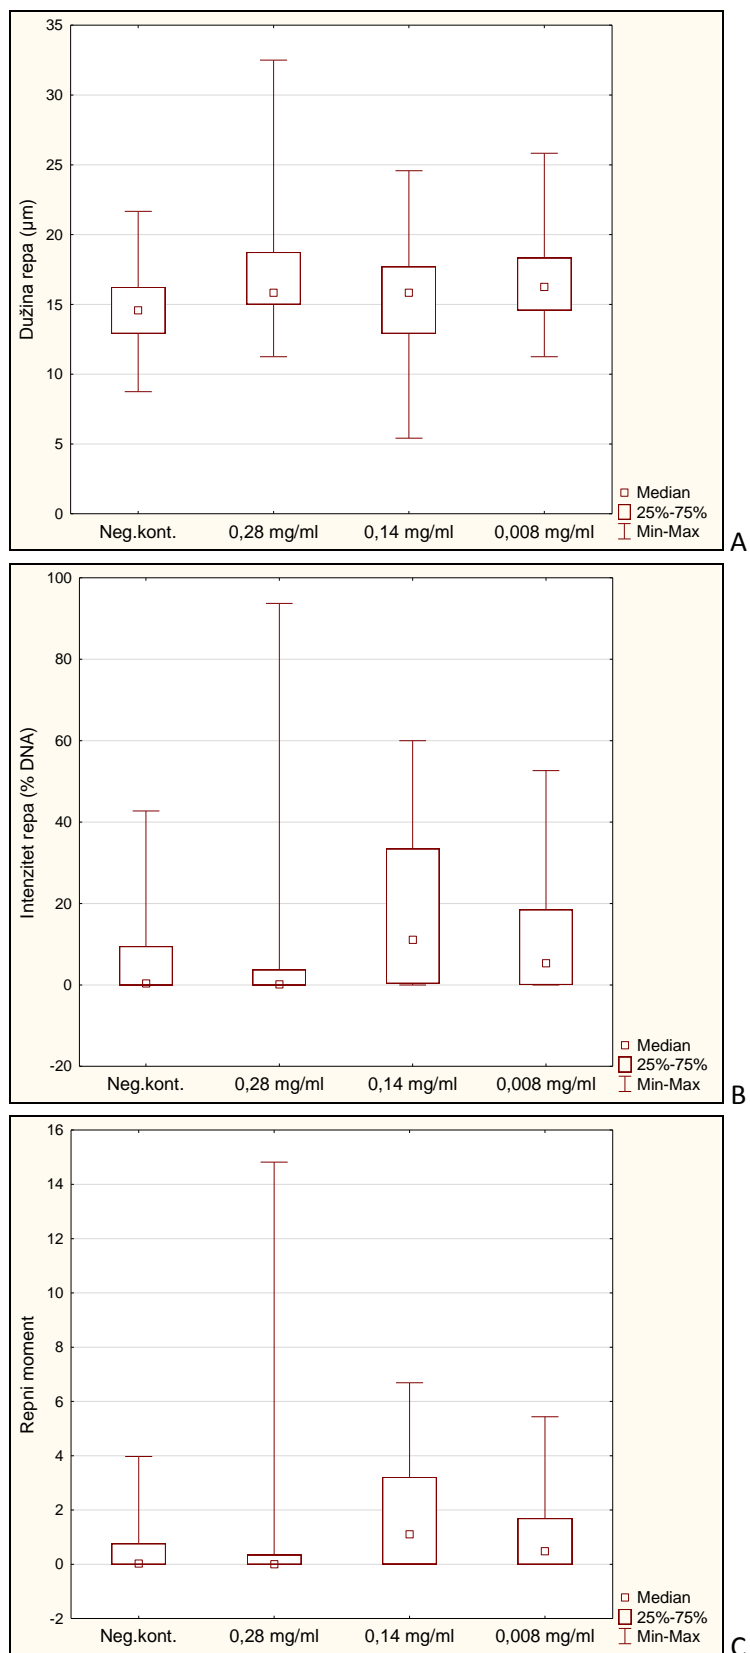 35
30
25
20
15
10
5
0
Dužina repa (µm)
Neg.kont. 0,28 mg/ml 0,14 mg/ml 0,008 mg/ml
Median
25%-75%
Min-Max
A
100
80
60
40
20
0
-20
Intenzitet repa (% DNA)
Neg.kont. 0,28 mg/ml 0,14 mg/ml 0,008 mg/ml
Median
25%-75%
Min-Max
B
16
14
12
10
8
6
4
2
0
-2
Repni moment
Neg.kont. 0,28 mg/ml 0,14 mg/ml 0,008 mg/ml
Median
25%-75%
Min-Max
C